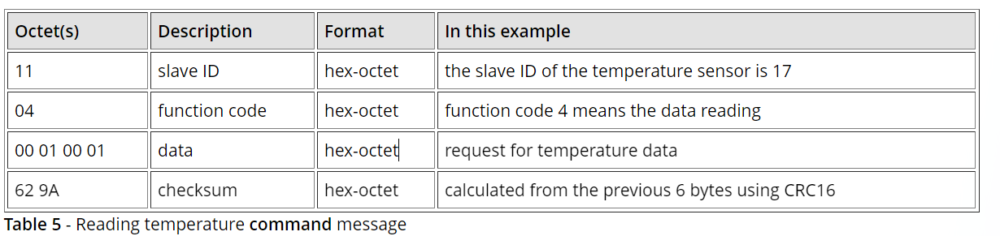 Octet(s) Description Format In this example
11 slave ID hex-octet the slave ID of the temperature sensor is 17
04 function code hex-octet function code 4 means the data reading
00 01 00 01 data hex-octet request for temperature data
62 9A checksum hex-octet calculated from the previous 6 bytes using CRC16
Table 5 - Reading temperature command message